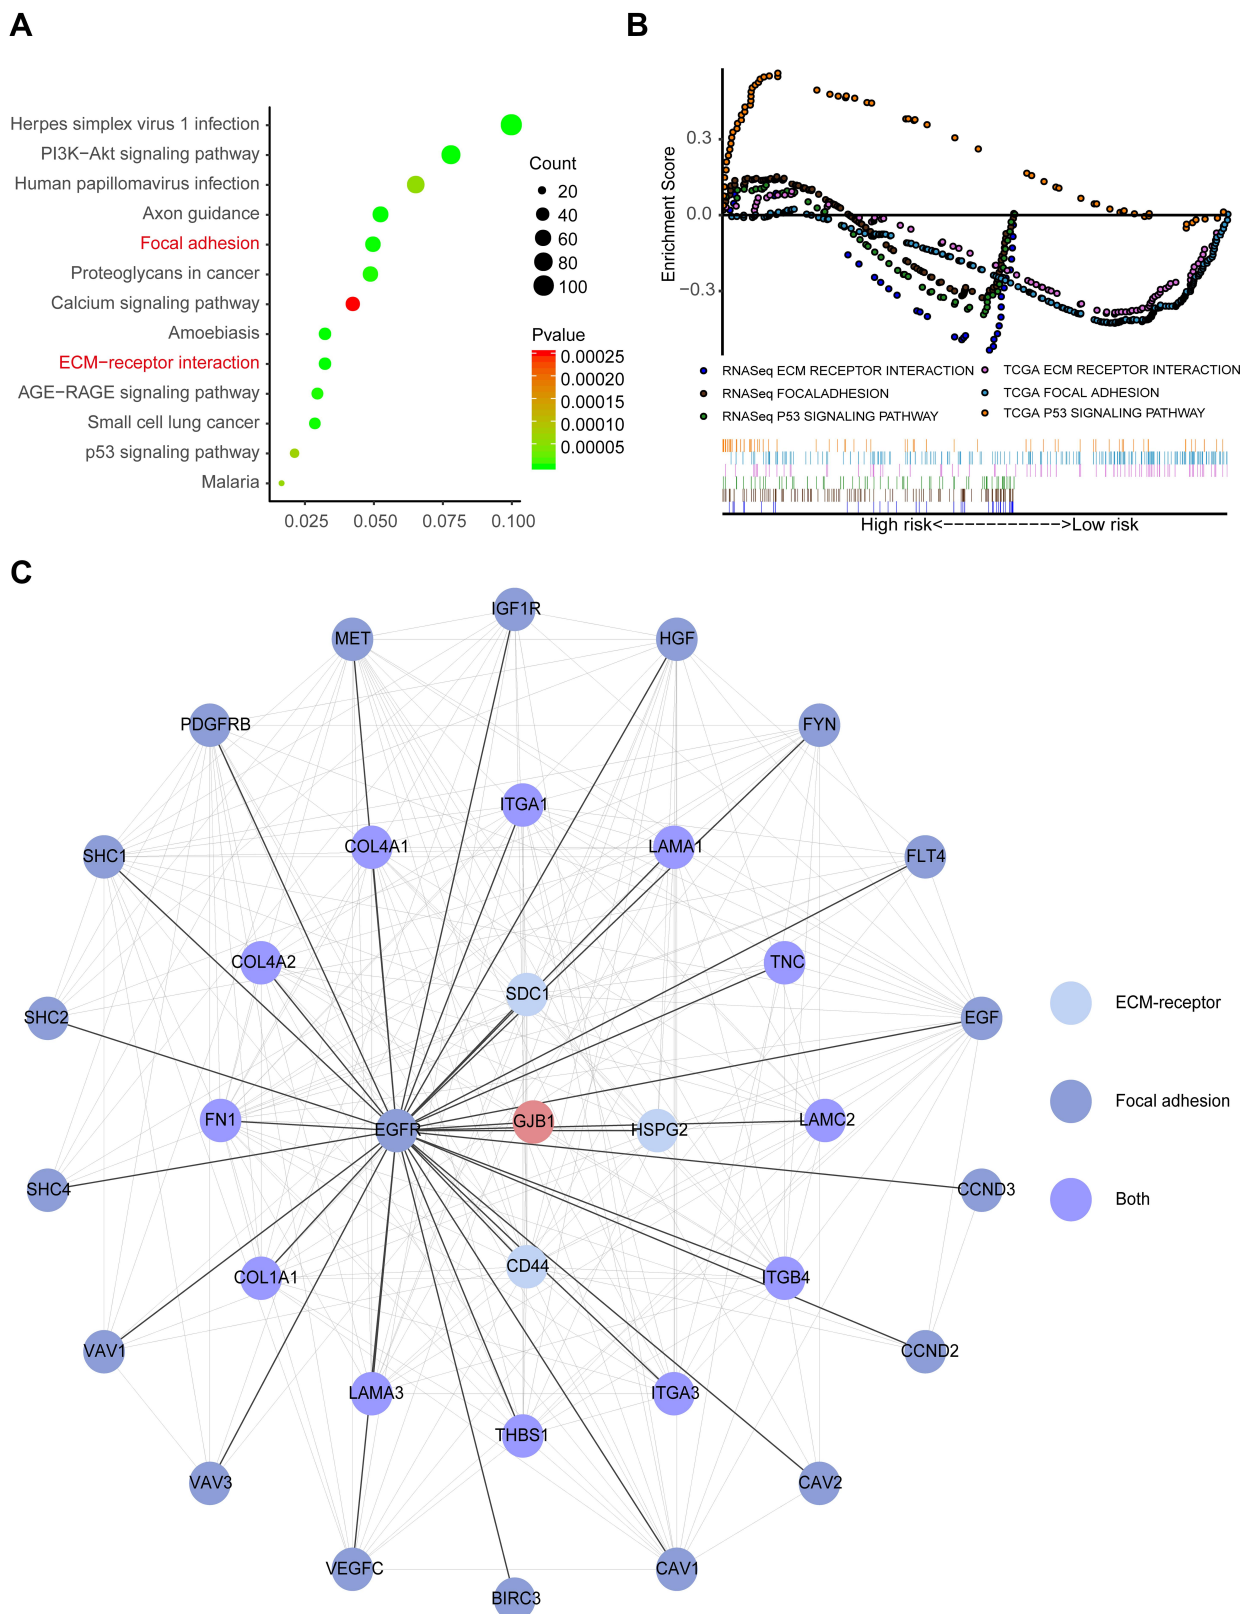 A
Herpes simplex virus 1 infection
PI3K−Akt signaling pathway
Human papillomavirus infection
Axon guidance
Focal adhesion
Proteoglycans in cancer
Calcium signaling pathway
Amoebiasis
ECM−receptor interaction
AGE−RAGE signaling pathway
Small cell lung cancer
p53 signaling pathway
Malaria
0.025 0.050 0.075 0.100
Count
20
40
60
80
100
Pvalue
0.00025
0.00020
0.00015
0.00010
0.00005
B
Enrichment Score
0.3
0.0
−0.3
RNASeq ECM RECEPTOR INTERACTION
RNASeq FOCALADHESION
RNASeq P53 SIGNALING PATHWAY
TCGA ECM RECEPTOR INTERACTION
TCGA FOCAL ADHESION
TCGA P53 SIGNALING PATHWAY
High risk<----------->Low risk
C
IGF1R
MET
HGF
PDGFRB
FYN
ITGA1
COL4A1
LAMA1
SHC1
FLT4
COL4A2
TNC
SDC1
SHC2
EGF
FN1
EGFR
GJB1
HSPG2
LAMC2
SHC4
CCND3
CD44
COL1A1
ITGB4
VAV1
CCND2
LAMA3
ITGA3
THBS1
VAV3
CAV2
VEGFC
CAV1
BIRC3
ECM-receptor
Focal adhesion
Both